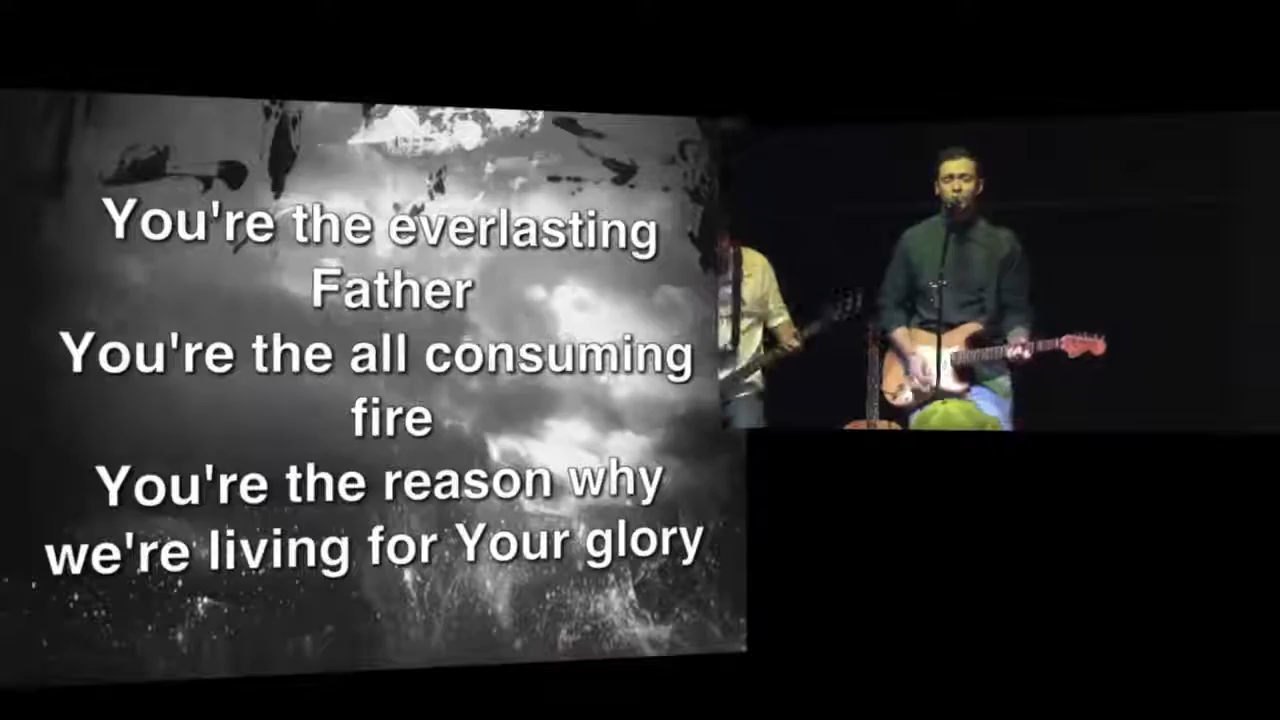 You're the everlasting
Father
You're the all consuming
fire
You're the reason why
we're living for Your glory